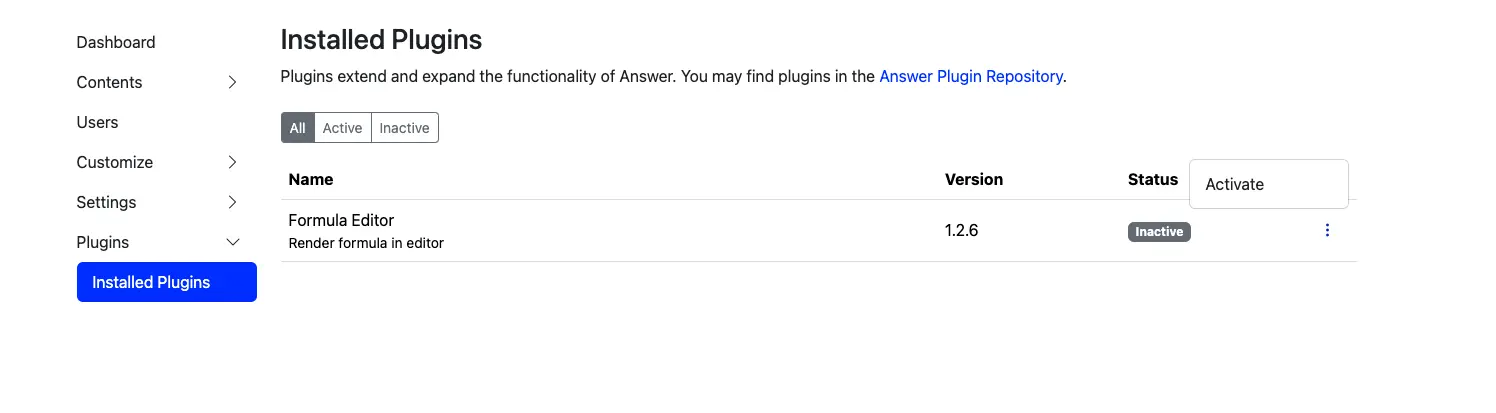 Dashboard
Contents
Users
Customize
Settings
Plugins
Installed Plugins
Installed Plugins
Plugins extend and expand the functionality of Answer. You may find plugins in the Answer Plugin Repository.
All Active Inactive
Name Version Status
Activate
Formula Editor
Render formula in editor
1.2.6
Inactive